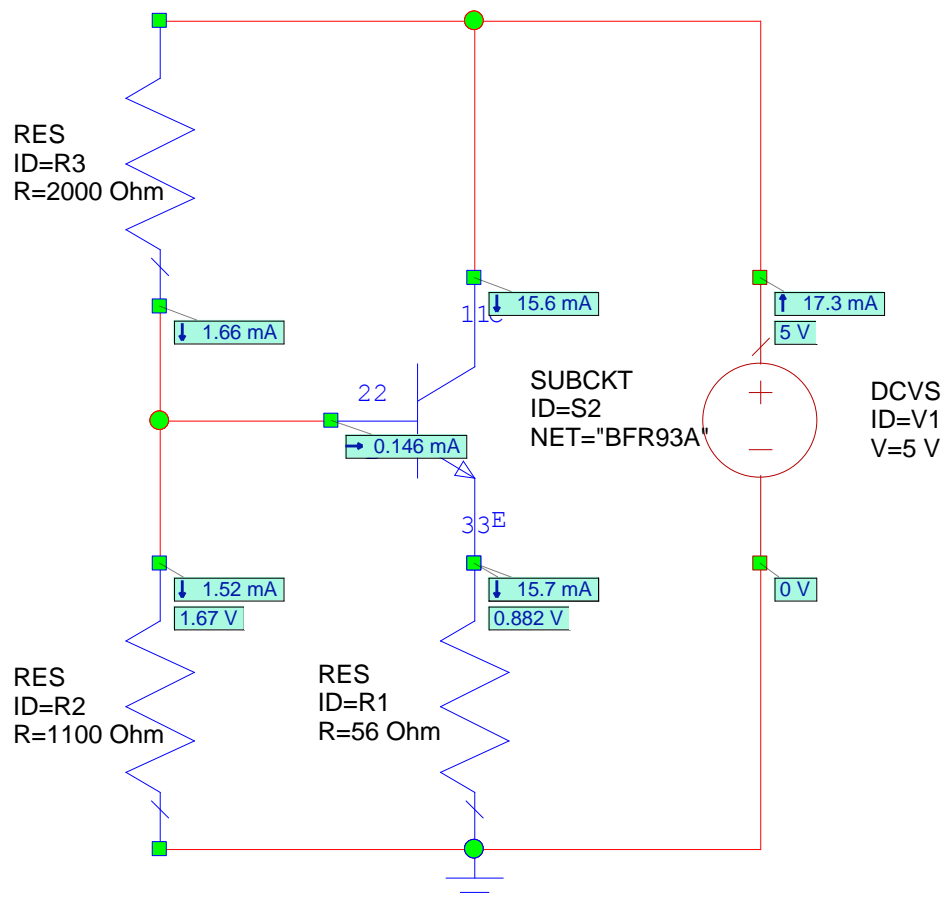 RES
ID=R3
R=2000 Ohm
1.66 mA
11C
15.6 mA
17.3 mA
5 V
22
0.146 mA
SUBCKT
ID=S2
NET="BFR93A"
DCVS
ID=V1
V=5 V
33E
1.52 mA
1.67 V
15.7 mA
0.882 V
0 V
RES
ID=R2
R=1100 Ohm
RES
ID=R1
R=56 Ohm